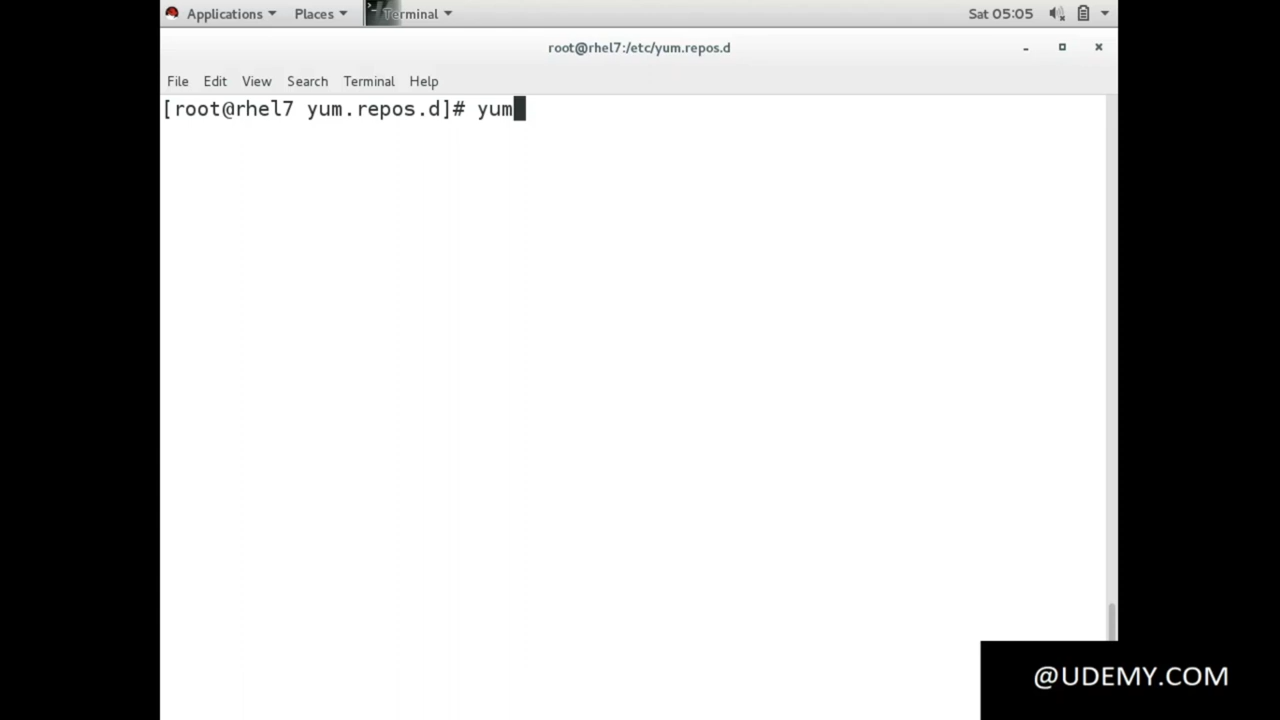 Applications Places Terminal Sat 05:05
root@rhel7:/etc/yum.repos.d
File Edit View Search Terminal Help
[root@rhel7 yum.repos.d]# yum
@UDEMY.COM